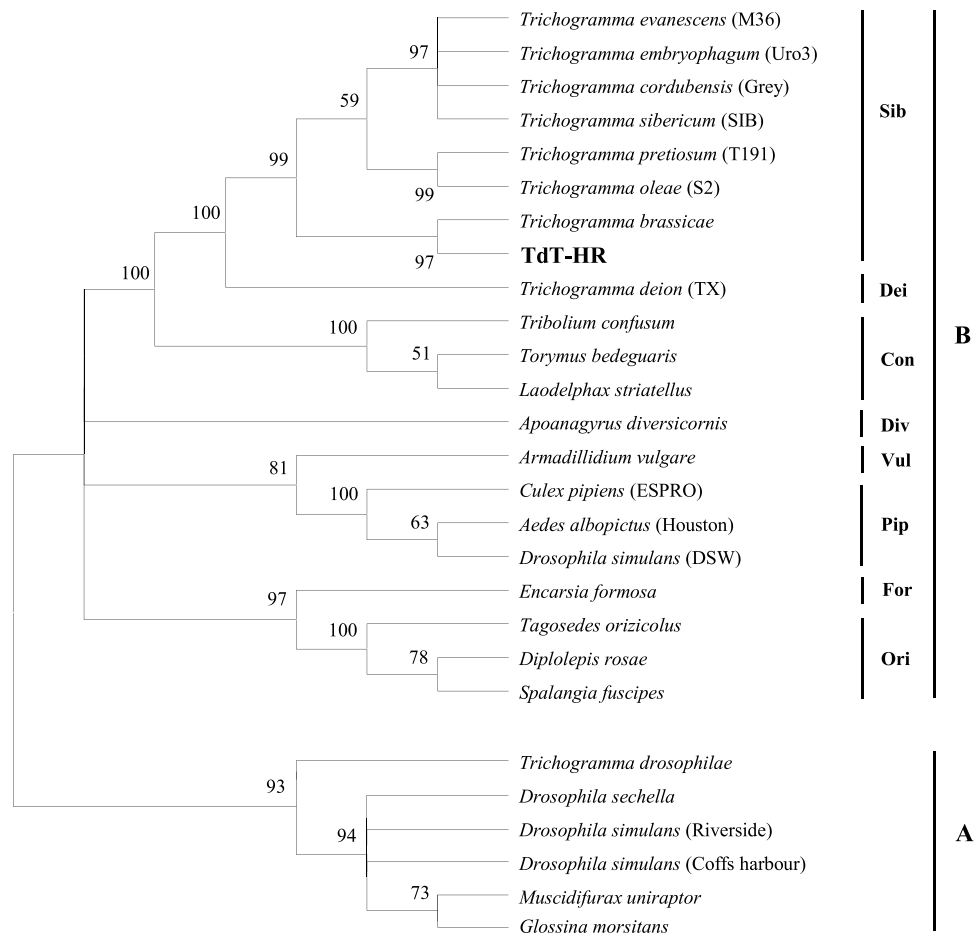 Trichogramma evanescens (M36)
97
Trichogramma embryophagum (Uro3)
Trichogramma cordubensis (Grey)
59
Sib
Trichogramma sibericum (SIB)
Trichogramma pretiosum (T191)
99
Trichogramma oleae (S2)
99
100
Trichogramma brassicae
TdT-HR
97
100
Trichogramma deion (TX)
Dei
Tribolium confusum
100
B
51
Torymus bedeguaris
Con
Laodelphax striatellus
Apoanagyrus diversicornis
Div
Armadillidium vulgare
Vul
81
Culex pipiens (ESPRO)
100
63
Aedes albopictus (Houston)
Pip
Drosophila simulans (DSW)
Encarsia formosa
For
97
Tagosedes orizicolus
100
78
Diplolepis rosae
Ori
Spalangia fuscipes
Trichogramma drosophilae
93
Drosophila sechella
Drosophila simulans (Riverside)
94
A
Drosophila simulans (Coffs harbour)
73
Muscidifurax uniraptor
Glossina morsitans